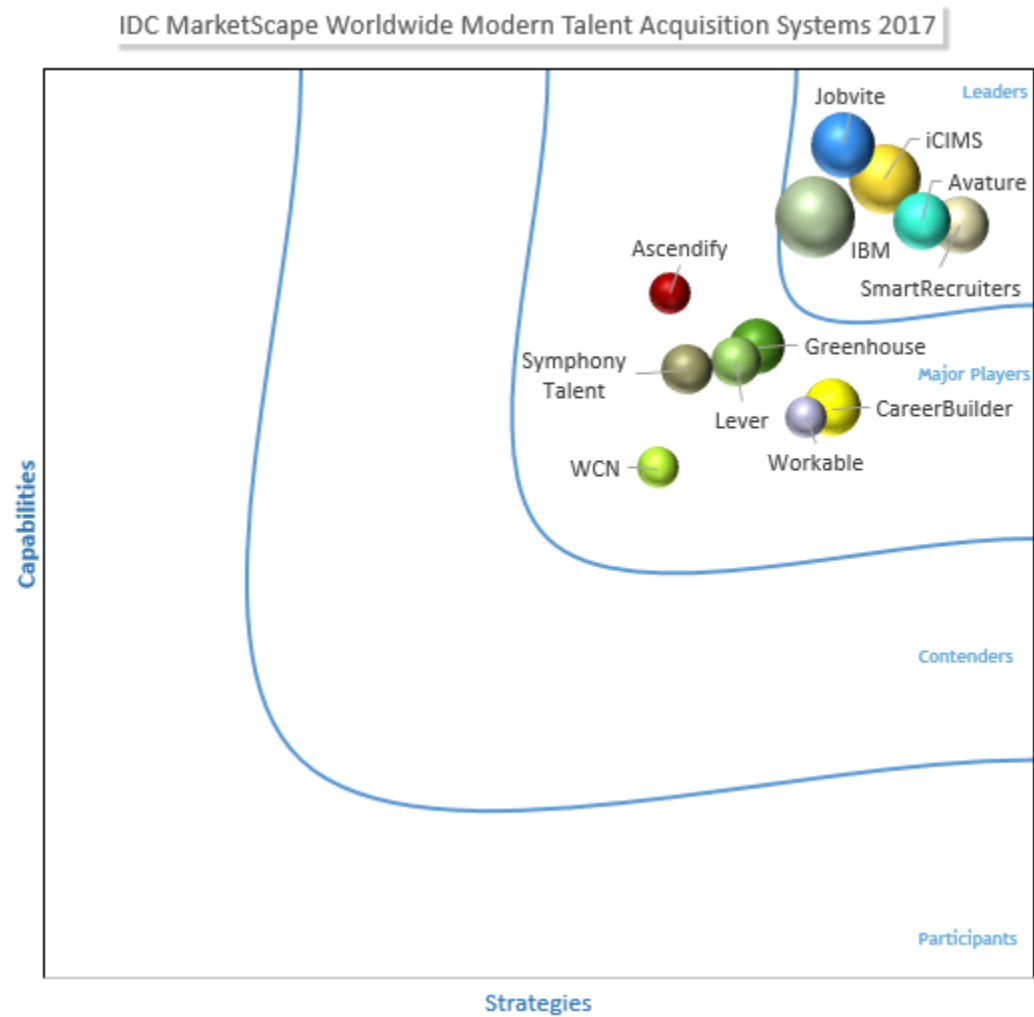 IDC MarketScape Worldwide Modern Talent Acquisition Systems 2017
Leaders
Jobvite
iCIMS
Avature
IBM
Ascendify
SmartRecruiters
Greenhouse
Symphony
Talent
Major Players
CareerBuilder
Lever
Workable
WCN
Capabilities
Contenders
Participants
Strategies